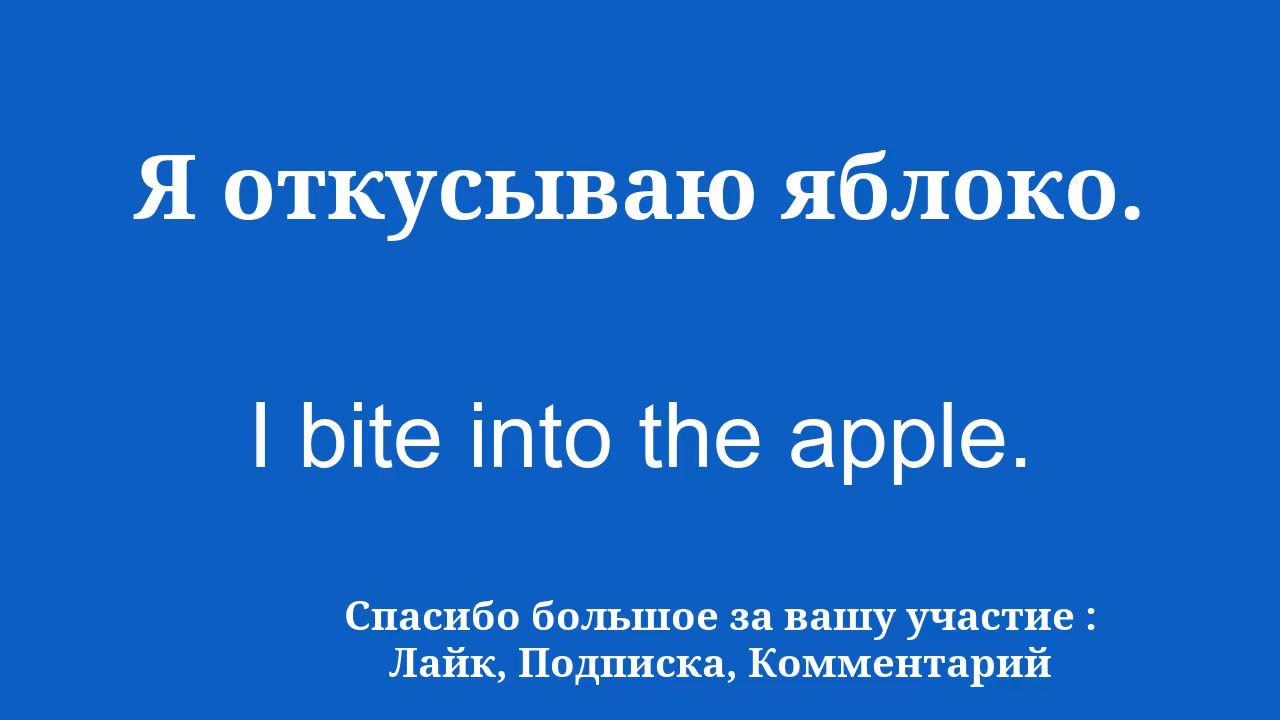 Я откусываю яблоко.
I bite into the apple.
Спасибо большое за вашу участие :
Лайк, Подписка, Комментарий